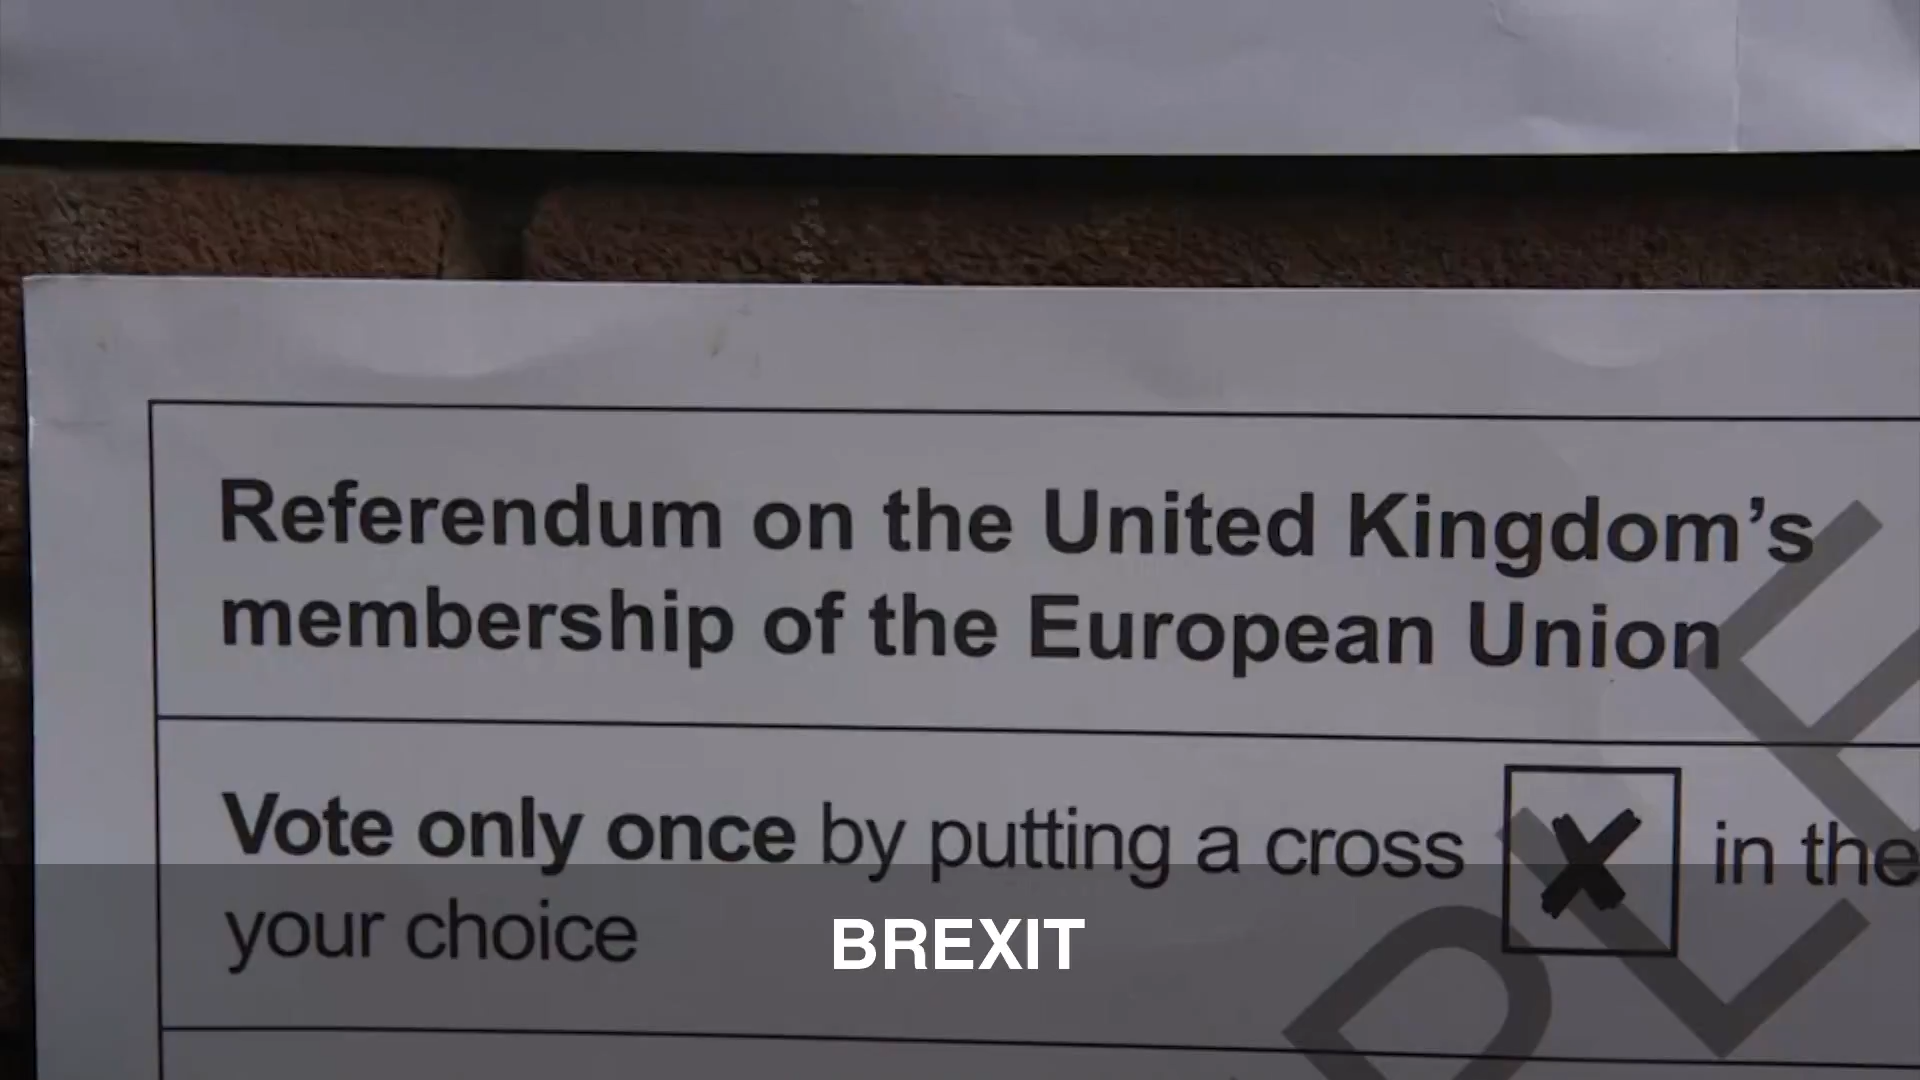 Referendum on the United Kingdom's
membership of the European Union
Vote only once by putting a cross X in the
your choice
BREXIT
PLE